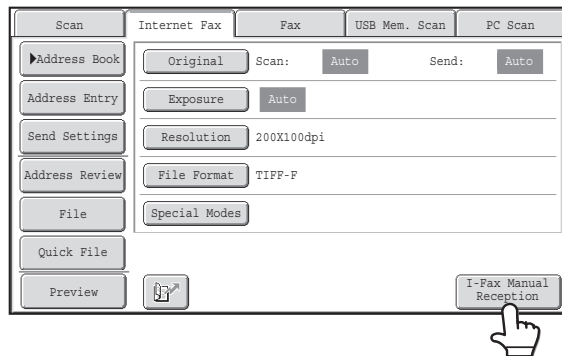 Scan Internet Fax Fax USB Mem. Scan PC Scan
Address Book Original Scan: Auto Send: Auto
Address Entry Exposure Auto
Send Settings Resolution 200X100dpi
Address Review File Format TIFF-F
File Special Modes
Quick File
Preview I-Fax Manual
Reception